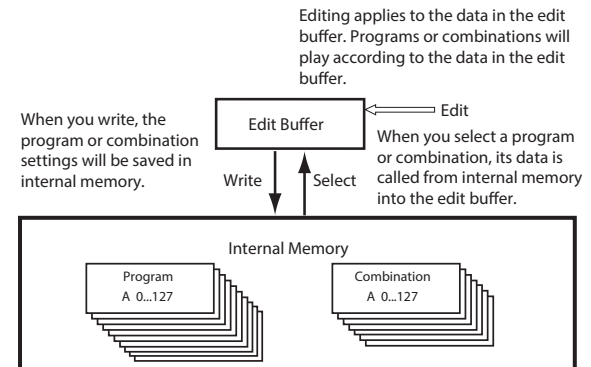 Editing applies to the data in the edit
buffer. Programs or combinations will
play according to the data in the edit
buffer.
When you write, the
program or combination
settings will be saved in
internal memory.
Edit Buffer
Edit
When you select a program
or combination, its data is
called from internal memory
into the edit buffer.
Write
Select
Internal Memory
Program
A 0...127
Combination
A 0...127